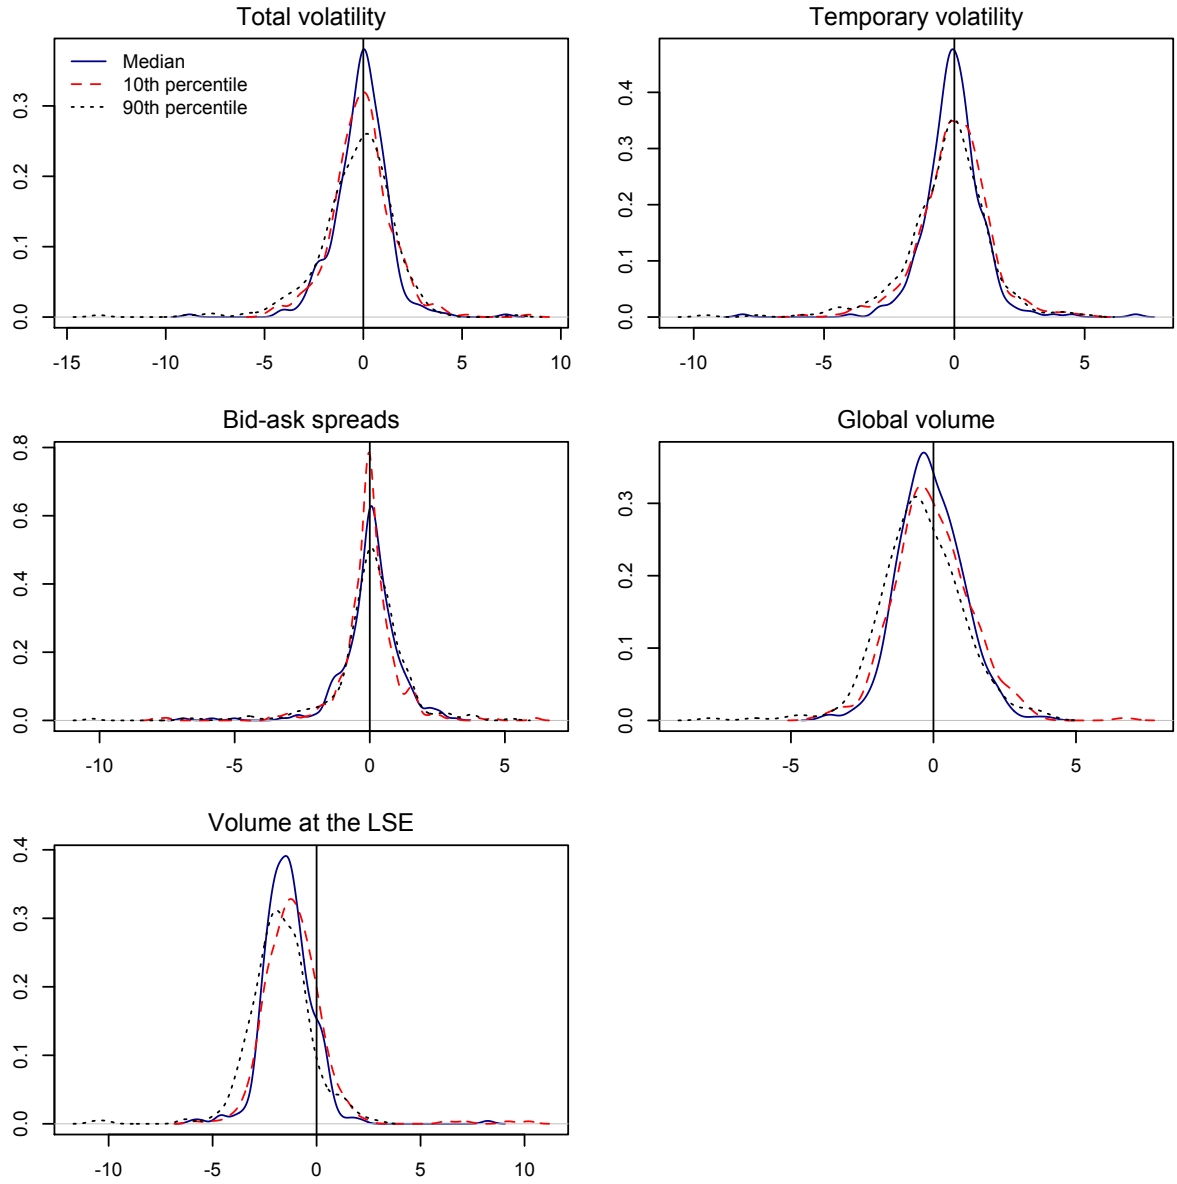 Total volatility
Median
10th percentile
90th percentile
0.0 0.1 0.2 0.3
-15 -10 -5 0 5 10
Temporary volatility
0.0 0.1 0.2 0.3 0.4
-10 -5 0 5
Bid-ask spreads
0.0 0.2 0.4 0.6 0.8
-10 -5 0 5
Global volume
0.0 0.1 0.2 0.3
-5 0 5
Volume at the LSE
0.0 0.1 0.2 0.3 0.4
-10 -5 0 5 10